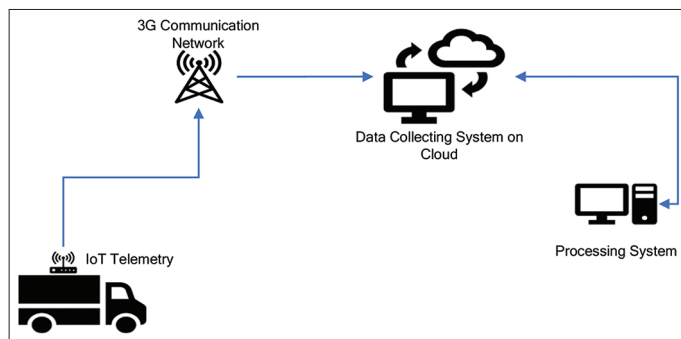 3G Communication
Network
Data Collecting System on
Cloud
IoT Telemetry
Processing System